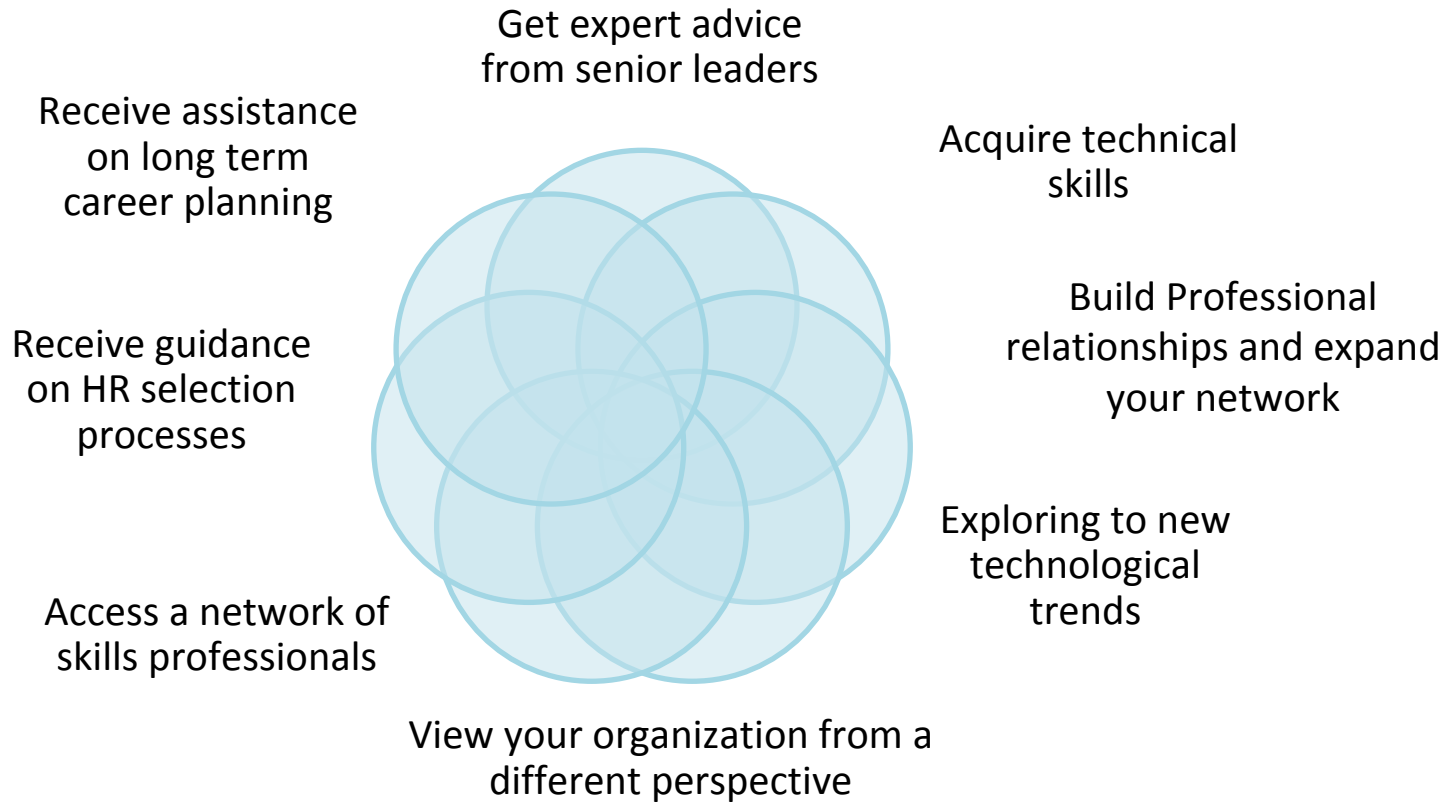 Get expert advice
from senior leaders
Acquire technical
skills
Build Professional
relationships and expand
your network
Exploring to new
technological
trends
View your organization from a
different perspective
Access a network of
skills professionals
Receive guidance
on HR selection
processes
Receive assistance
on long term
career planning